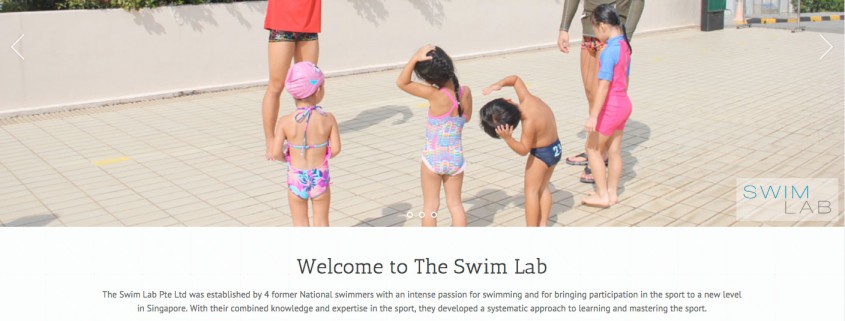 SWIM
LAB
Welcome to The Swim Lab
The Swim Lab Pte Ltd was established by 4 former National swimmers with an intense passion for swimming and for bringing participation in the sport to a new level
in Singapore. With their combined knowledge and expertise in the sport, they developed a systematic approach to learning and mastering the sport.